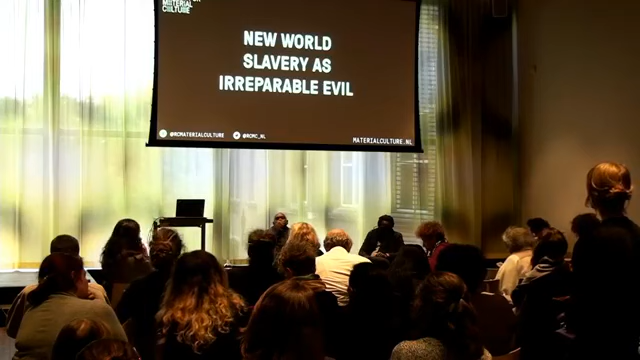 MATERIAL
CULTURE
NEW WORLD
SLAVERY AS
IRREPARABLE EVIL
@RCMATERIALCULTURE
@RCMC_NL
MATERIALCULTURE.NL